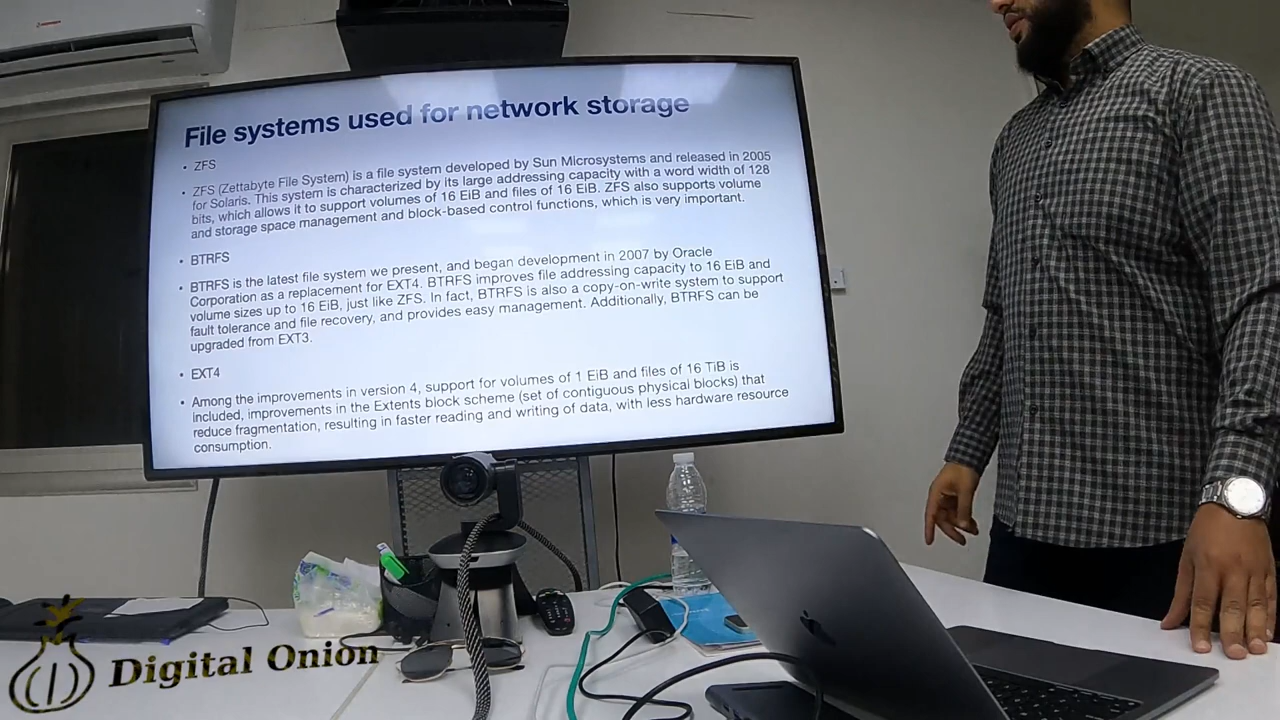 File systems used for network storage
• ZFS
• ZFS (Zettabyte File System) is a file system developed by Sun Microsystems and released in 2005
for Solaris. This system is characterized by its large addressing capacity with a word width of 128
bits, which allows it to support volumes of 16 EiB and files of 16 EiB. ZFS also supports volume
and storage space management and block-based control functions, which is very important.
• BTRFS
• BTRFS is the latest file system we present, and began development in 2007 by Oracle
Corporation as a replacement for EXT4. BTRFS improves file addressing capacity to 16 EiB and
volume sizes up to 16 EiB, just like ZFS. In fact, BTRFS is also a copy-on-write system to support
fault tolerance and file recovery, and provides easy management. Additionally, BTRFS can be
upgraded from EXT3.
• EXT4
• Among the improvements in version 4, support for volumes of 1 EiB and files of 16 TiB is
included, improvements in the Extents block scheme (set of contiguous physical blocks) that
reduce fragmentation, resulting in faster reading and writing of data, with less hardware resource
consumption.
Digital Onion